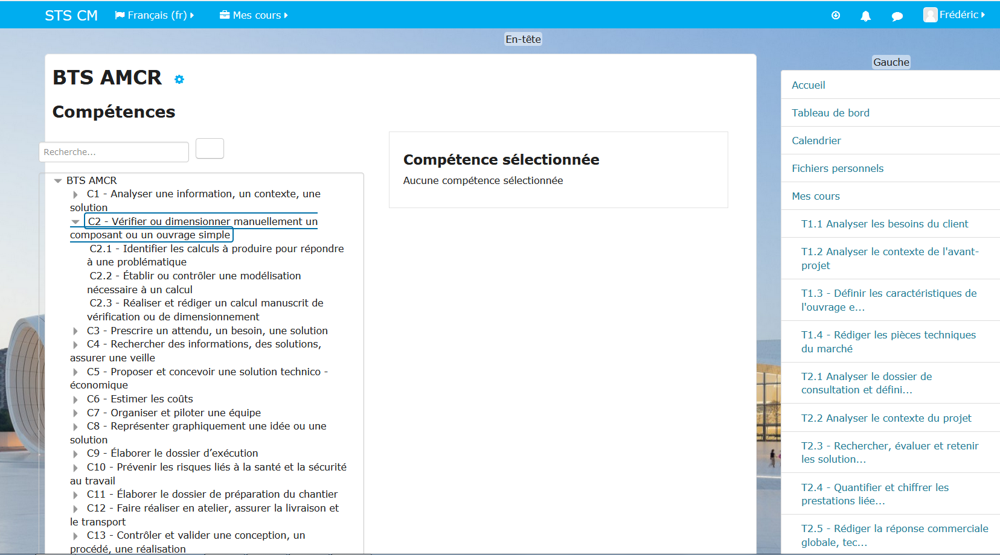 STS CM
Français (fr)
Mes cours
Frédéric
En-tête
BTS AMCR
Compétences
Recherche...
BTS AMCR
C1 - Analyser une information, un contexte, une
solution
C2 - Vérifier ou dimensionner manuellement un
composant ou un ouvrage simple
C2.1 - Identifier les calculs à produire pour répondre
à une problématique
C2.2 - Établir ou contrôler une modélisation
nécessaire à un calcul
C2.3 - Réaliser et rédiger un calcul manuscrit de
vérification ou de dimensionnement
C3 - Prescrire un attendu, un besoin, une solution
C4 - Rechercher des informations, des solutions,
assurer une veille
C5 - Proposer et concevoir une solution technico -
économique
C6 - Estimer les coûts
C7 - Organiser et piloter une équipe
C8 - Représenter graphiquement une idée ou une
solution
C9 - Élaborer le dossier d’exécution
C10 - Prévenir les risques liés à la santé et la sécurité
au travail
C11 - Élaborer le dossier de préparation du chantier
C12 - Faire réaliser en atelier, assurer la livraison et
le transport
C13 - Contrôler et valider une conception, un
procédé, une réalisation
Compétence sélectionnée
Aucune compétence sélectionnée
Gauche
Accueil
Tableau de bord
Calendrier
Fichiers personnels
Mes cours
T1.1 Analyser les besoins du client
T1.2 Analyser le contexte de l'avant-
projet
T1.3 - Définir les caractéristiques de
l'ouvrage e...
T1.4 - Rédiger les pièces techniques
du marché
T2.1 Analyser le dossier de
consultation et défini...
T2.2 Analyser le contexte du projet
T2.3 - Rechercher, évaluer et retenir
les solution...
T2.4 - Quantifier et chiffrer les
prestations liée...
T2.5 - Rédiger la réponse commerciale
globale, tec...